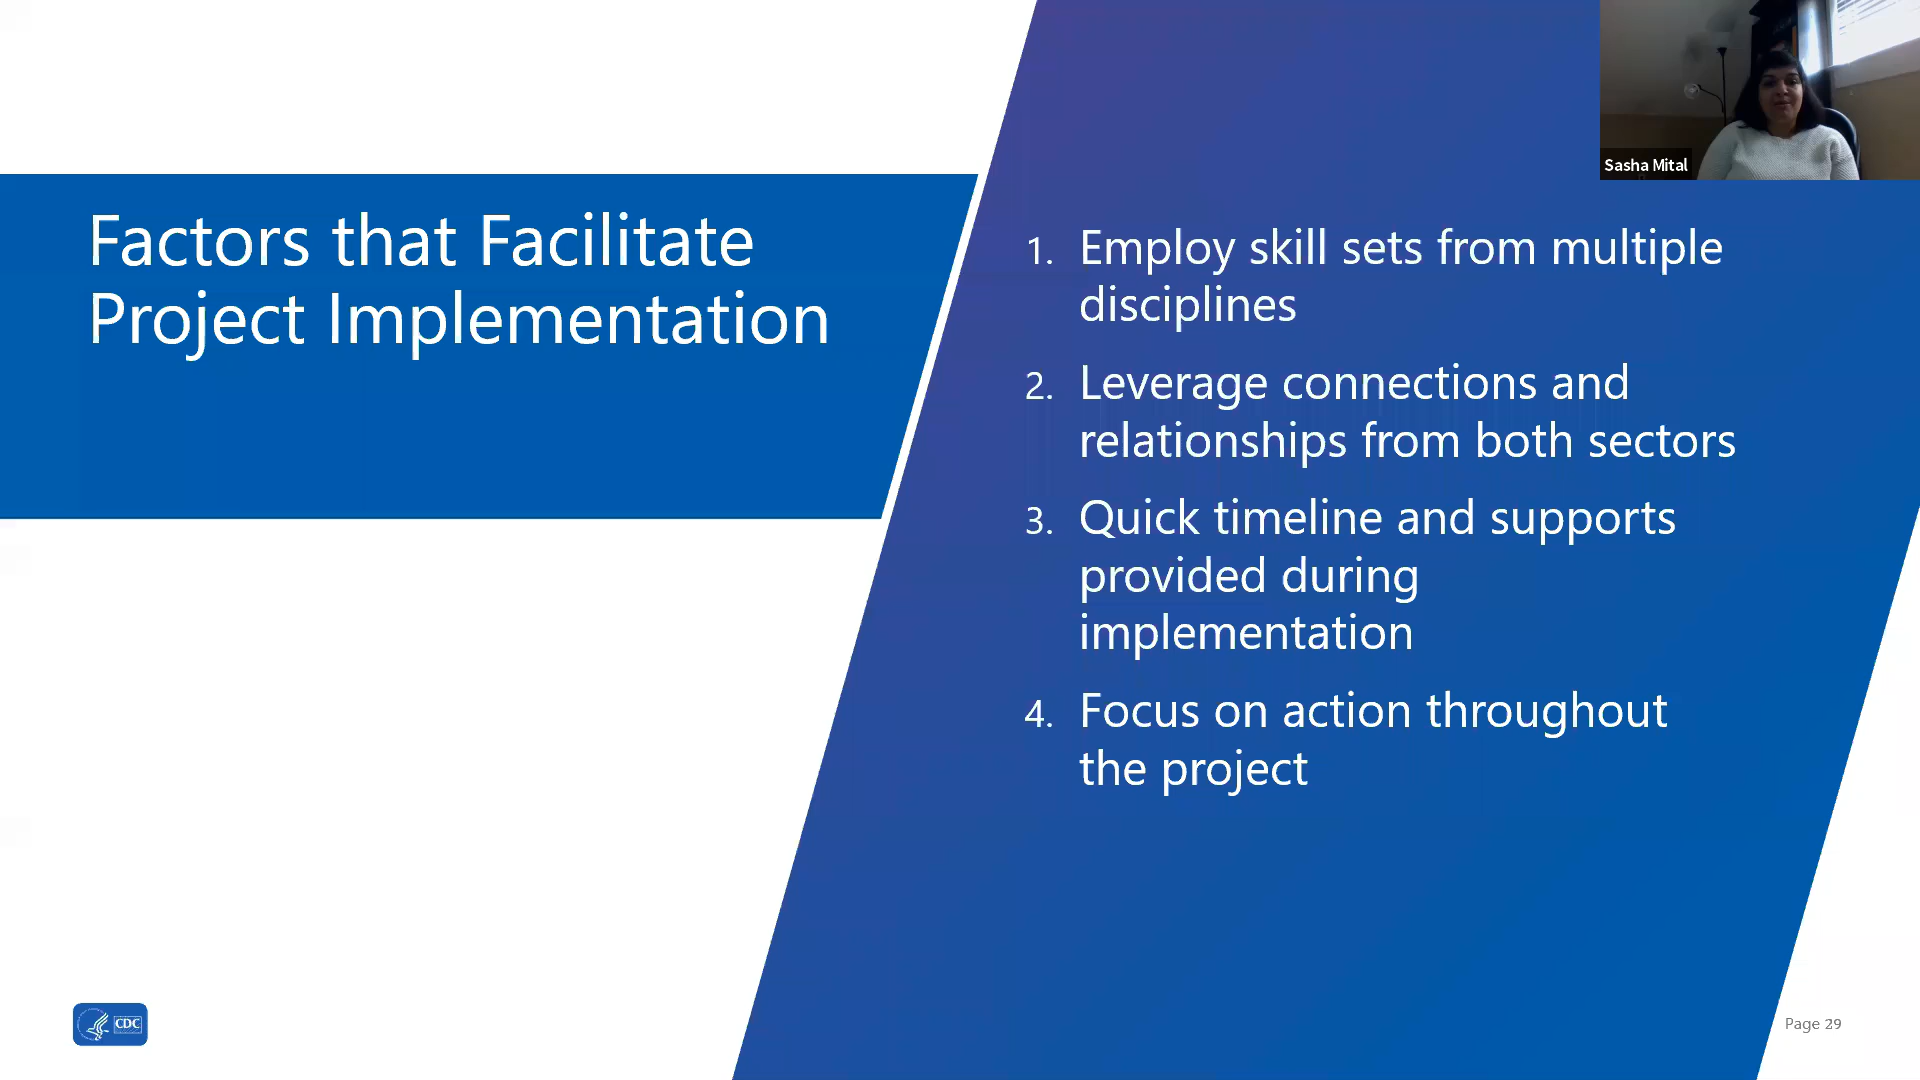 Sasha Mital
Factors that Facilitate
Project Implementation
1. Employ skill sets from multiple
disciplines
2. Leverage connections and
relationships from both sectors
3. Quick timeline and supports
provided during
implementation
4. Focus on action throughout
the project
CDC
Page 29